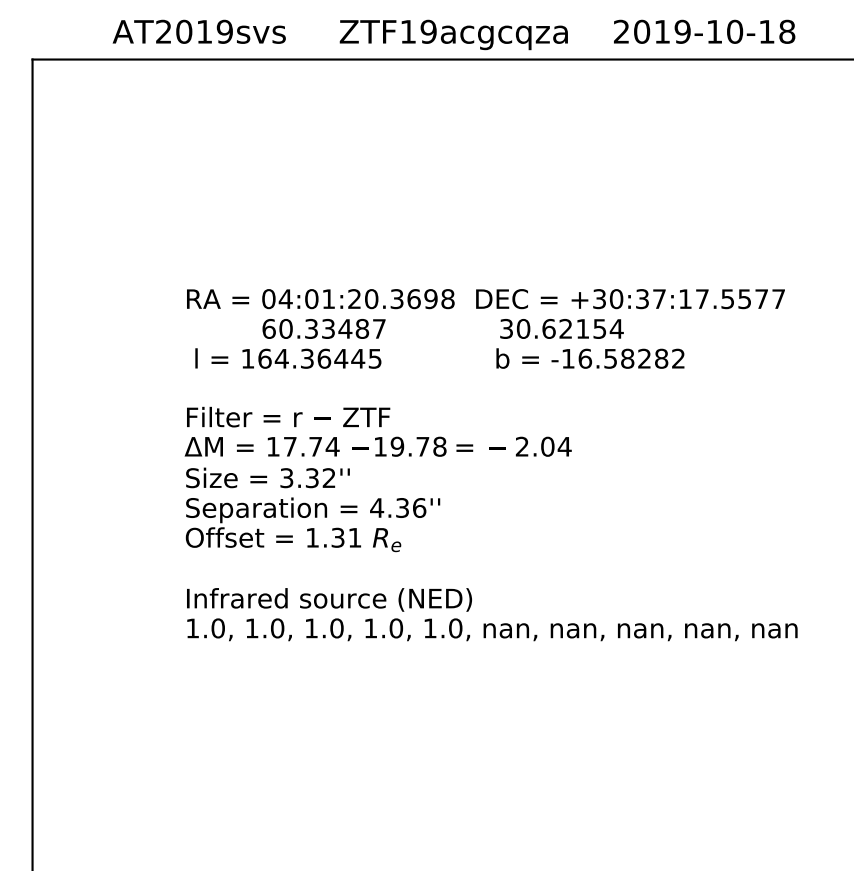 AT2019svs ZTF19acgcqza 2019-10-18
RA = 04:01:20.3698 DEC = +30:37:17.5577
60.33487 30.62154
l = 164.36445 b = -16.58282
Filter = r − ZTF
ΔM = 17.74 −19.78 = − 2.04
Size = 3.32''
Separation = 4.36''
Offset = 1.31 Re
Infrared source (NED)
1.0, 1.0, 1.0, 1.0, 1.0, nan, nan, nan, nan, nan